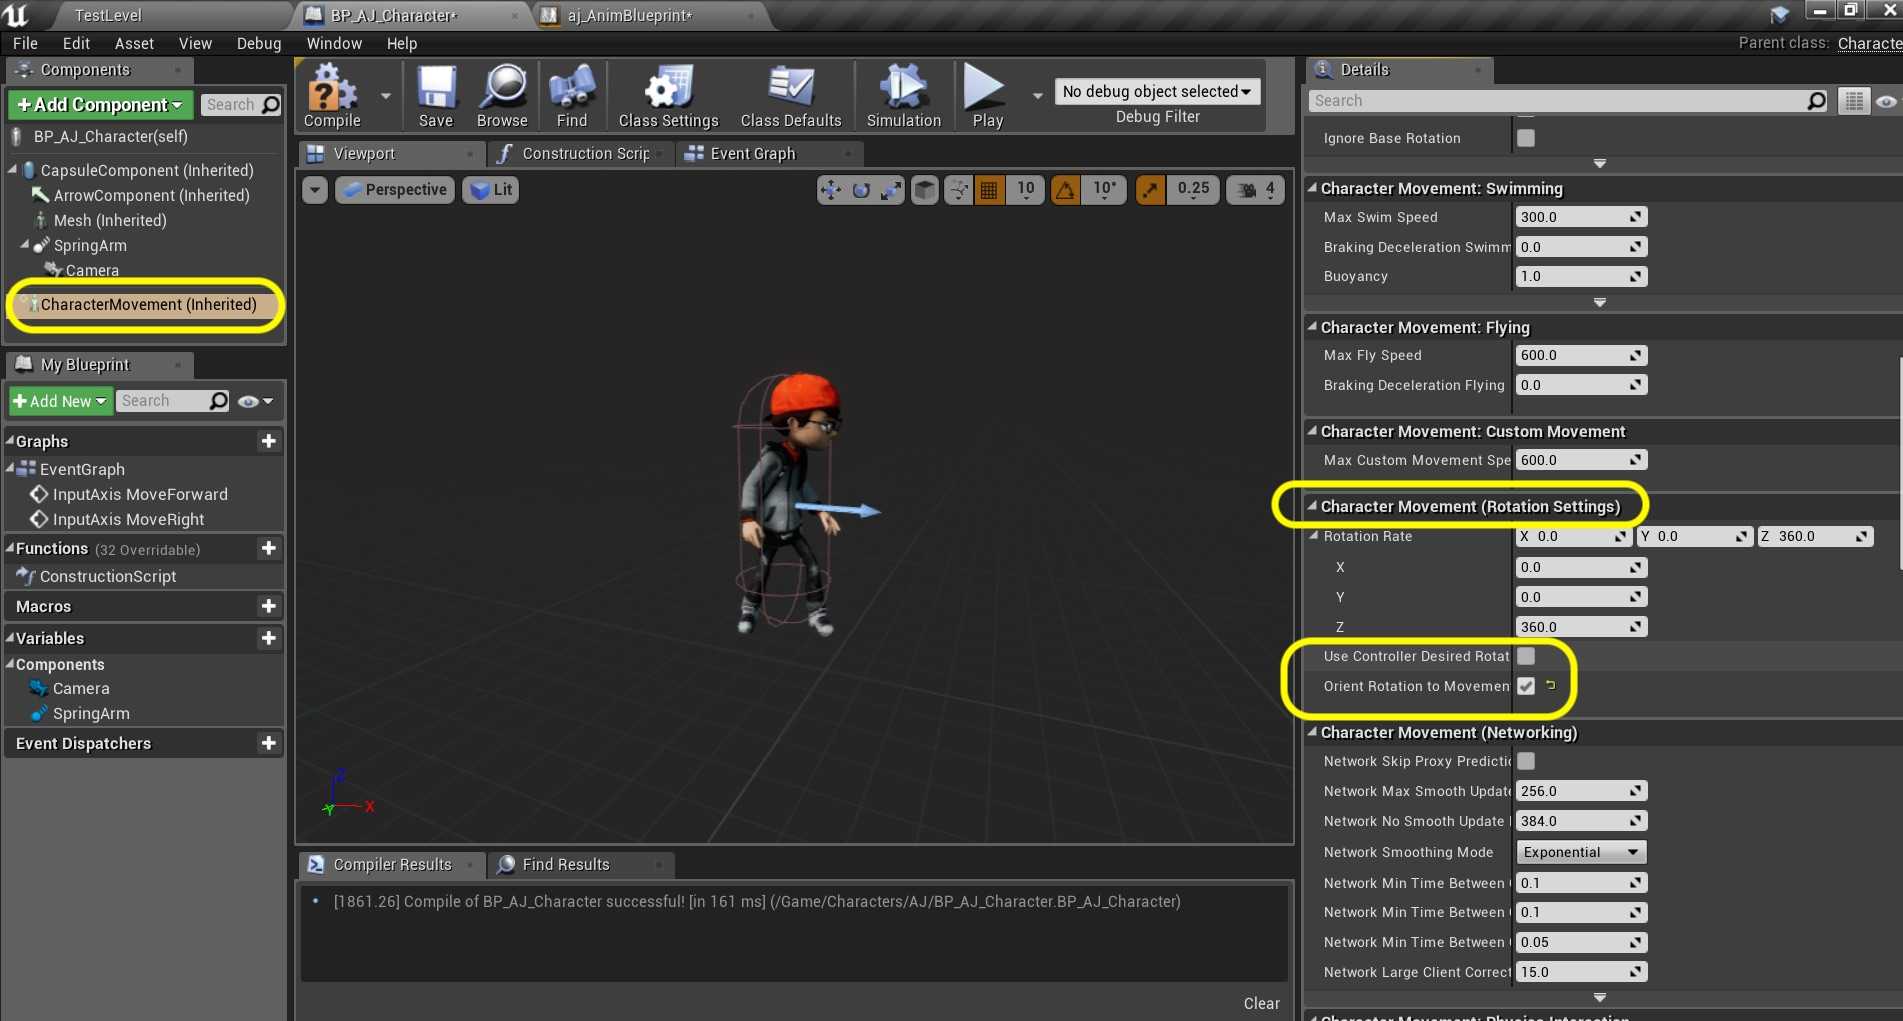 TestLevel
BP_AJ_Character*
aj_AnimBlueprint*
File Edit Asset View Debug Window Help
Parent class: Characte
Components
+Add Component
Search
BP_AJ_Character(self)
CapsuleComponent (Inherited)
ArrowComponent (Inherited)
Mesh (Inherited)
SpringArm
Camera
CharacterMovement (Inherited)
My Blueprint
+Add New
Search
Graphs
EventGraph
InputAxis MoveForward
InputAxis MoveRight
Functions (32 Overridable)
ConstructionScript
Macros
Variables
Components
Camera
SpringArm
Event Dispatchers
Compile
Save
Browse
Find
Class Settings
Class Defaults
Simulation
Play
No debug object selected
Debug Filter
Viewport
Construction Scrip
Event Graph
Perspective
Lit
10
10°
0.25
4
Z
Y
X
Compiler Results
Find Results
[1861.26] Compile of BP_AJ_Character successful! [in 161 ms] (/Game/Characters/AJ/BP_AJ_Character.BP_AJ_Character)
Clear
Details
Search
Ignore Base Rotation
Character Movement: Swimming
Max Swim Speed 300.0
Braking Deceleration Swimm 0.0
Buoyancy 1.0
Character Movement: Flying
Max Fly Speed 600.0
Braking Deceleration Flying 0.0
Character Movement: Custom Movement
Max Custom Movement Spe 600.0
Character Movement (Rotation Settings)
Rotation Rate X 0.0 Y 0.0 Z 360.0
X 0.0
Y 0.0
Z 360.0
Use Controller Desired Rotat
Orient Rotation to Movemen
Character Movement (Networking)
Network Skip Proxy Predictio
Network Max Smooth Update 256.0
Network No Smooth Update 384.0
Network Smoothing Mode Exponential
Network Min Time Between 0.1
Network Min Time Between 0.1
Network Min Time Between 0.05
Network Large Client Correct 15.0
Character Movement: Physics Interaction